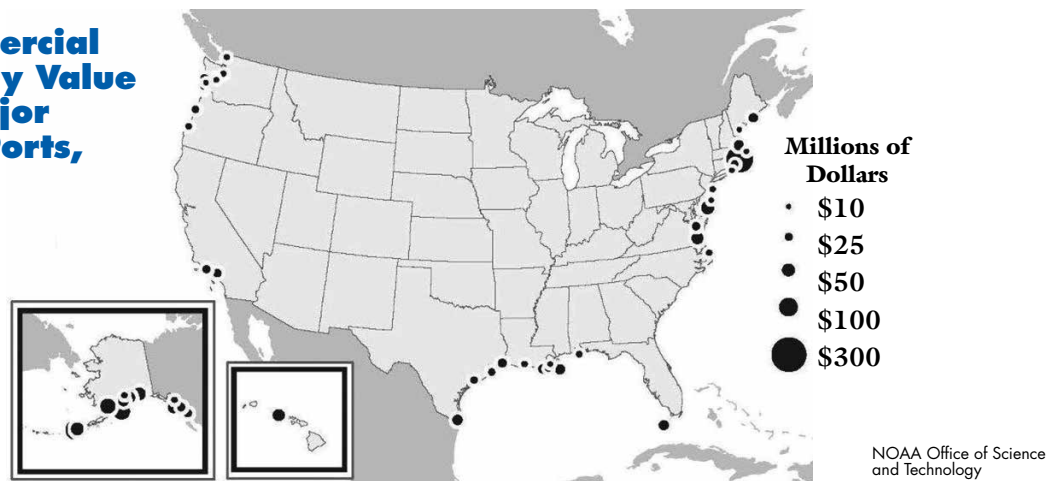 ercial
y Value
jor
orts,
Millions of
Dollars
$10
$25
$50
$100
$300
NOAA Office of Science
and Technology